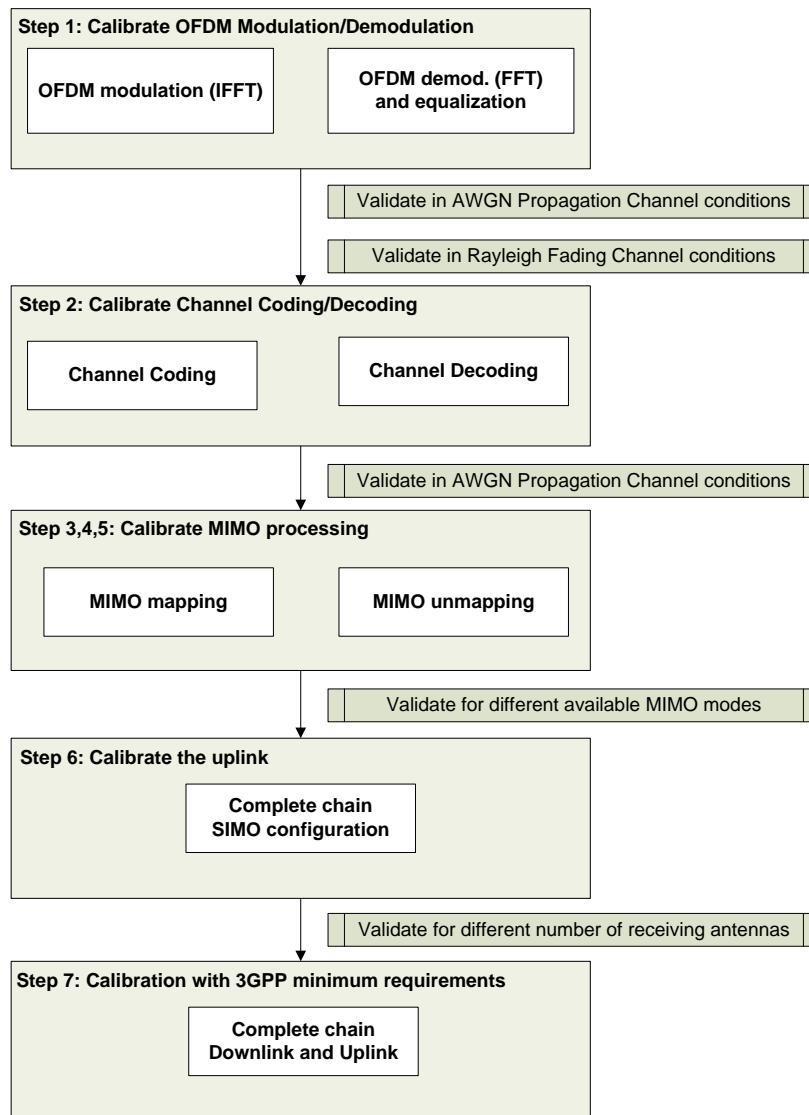 Step 1: Calibrate OFDM Modulation/Demodulation
OFDM modulation (IFFT)
OFDM demod. (FFT)
and equalization
Validate in AWGN Propagation Channel conditions
Validate in Rayleigh Fading Channel conditions
Step 2: Calibrate Channel Coding/Decoding
Channel Coding
Channel Decoding
Validate in AWGN Propagation Channel conditions
Step 3,4,5: Calibrate MIMO processing
MIMO mapping
MIMO unmapping
Validate for different available MIMO modes
Step 6: Calibrate the uplink
Complete chain
SIMO configuration
Validate for different number of receiving antennas
Step 7: Calibration with 3GPP minimum requirements
Complete chain
Downlink and Uplink